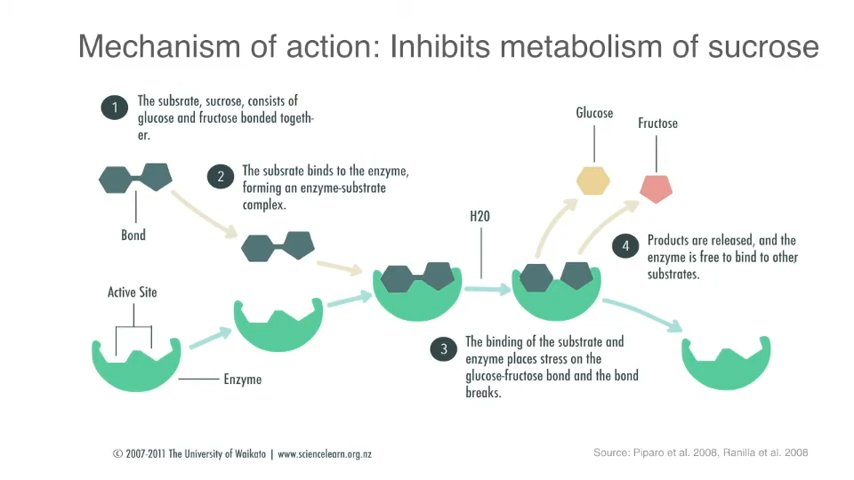 Mechanism of action: Inhibits metabolism of sucrose
1
The subsrate, sucrose, consists of
glucose and fructose bonded togeth-
er.
Bond
2
The subsrate binds to the enzyme,
forming an enzyme-substrate
complex.
Active Site
Enzyme
H20
3
The binding of the substrate and
enzyme places stress on the
glucose-fructose bond and the bond
breaks.
Glucose
Fructose
4
Products are released, and the
enzyme is free to bind to other
substrates.
© 2007-2011 The University of Waikato | www.sciencelearn.org.nz
Source: Piparo et al. 2008, Ranilla et al. 2008